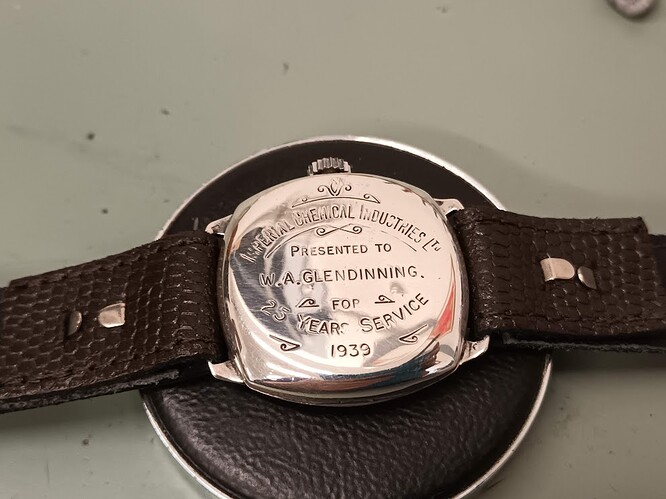 IMPERIAL CHEMICAL INDUSTRIES LTD
PRESENTED TO
W.A.GLENDINNING.
FOR
25 YEARS SERVICE
1939